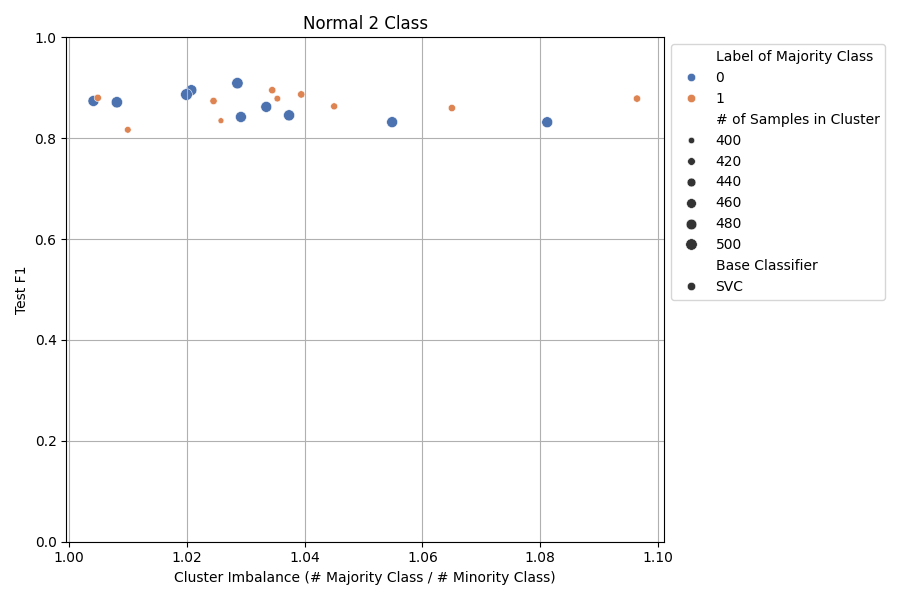 Normal 2 Class
1.0
0.8
0.6
0.4
0.2
0.0
Test F1
1.00 1.02 1.04 1.06 1.08 1.10
Cluster Imbalance (# Majority Class / # Minority Class)
Label of Majority Class
0
1
# of Samples in Cluster
400
420
440
460
480
500
Base Classifier
SVC